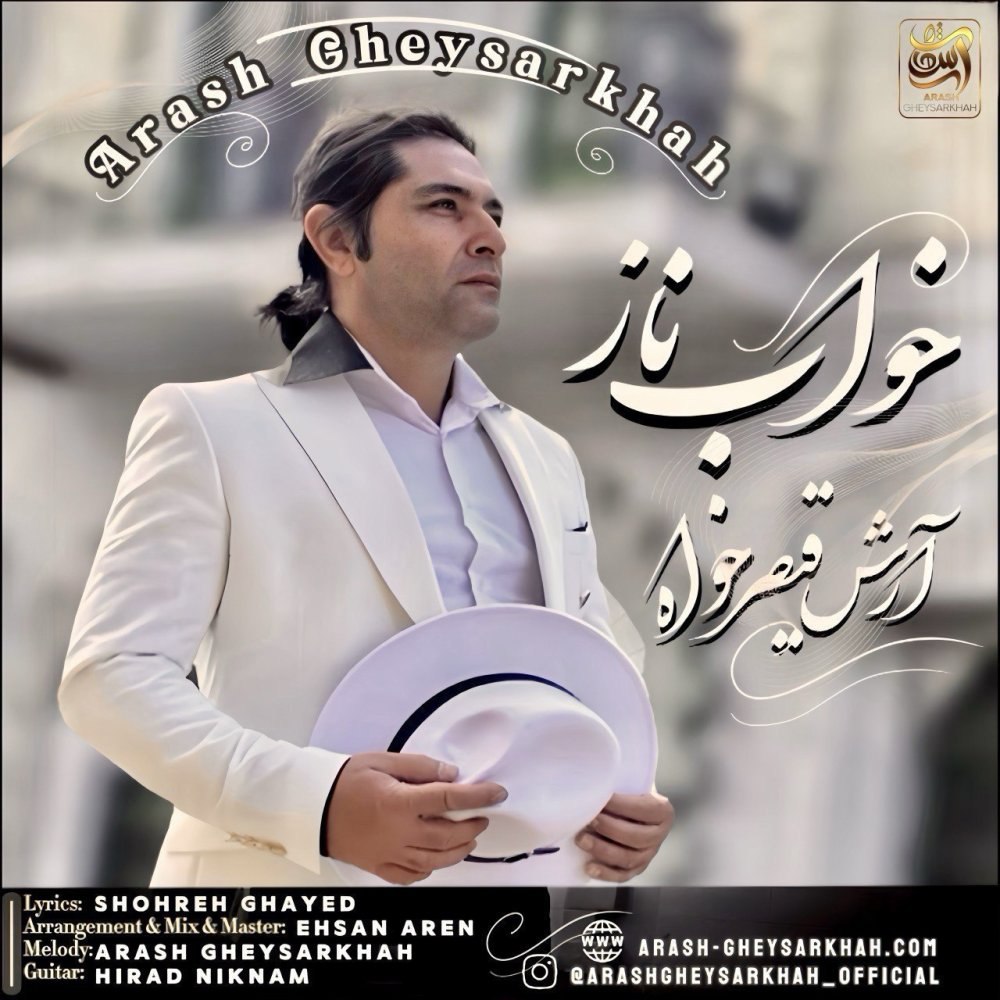 Arash Gheysarkhah
ARASH
GHEYSARKHAH
خواب ناز
آرش قیصرخواه
Lyrics: SHOHREH GHAYED
Arrangement & Mix & Master: EHSAN AREN
Melody: ARASH GHEYSARKHAH
Guitar: HIRAD NIKNAM
WWW ARASH-GHEYSARKHAH.COM
@ARASHGHEYSARKHAH_OFFICIAL